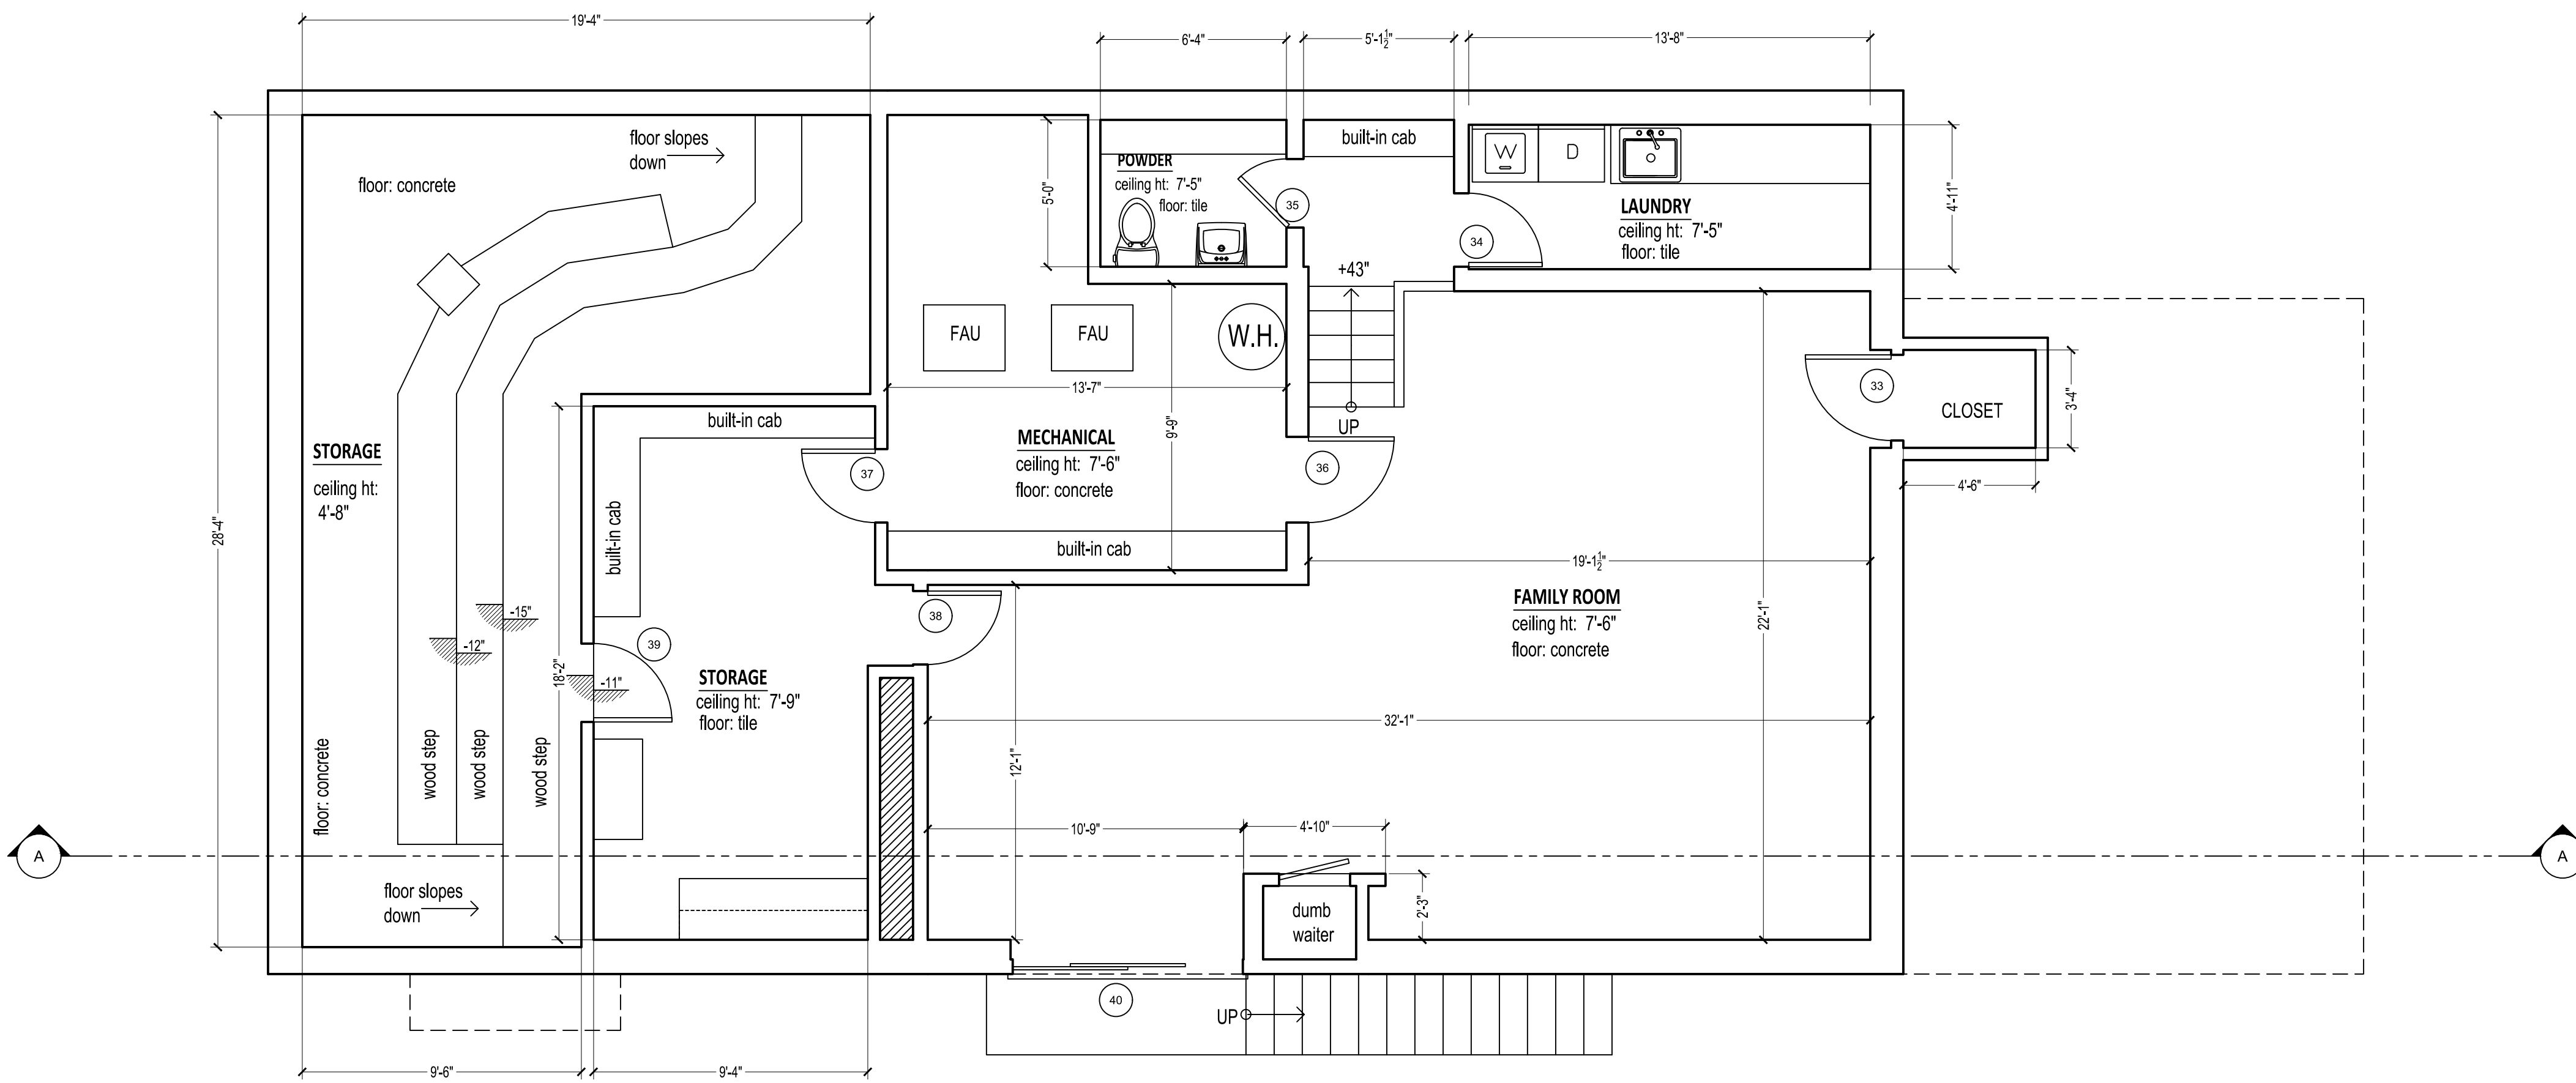 19'-4"
6'-4"
5'-1½"
13'-8"
floor slopes
down
floor: concrete
built-in cab
W
D
POWDER
ceiling ht: 7'-5"
floor: tile
5'-0"
35
34
LAUNDRY
ceiling ht: 7'-5"
floor: tile
4'-11"
+43"
FAU
FAU
W.H.
13'-7"
33
CLOSET
3'-4"
4'-6"
UP
built-in cab
MECHANICAL
ceiling ht: 7'-6"
floor: concrete
9'-9"
37
36
STORAGE
ceiling ht:
4'-8"
28'-4"
built-in cab
built-in cab
19'-1½"
FAMILY ROOM
ceiling ht: 7'-6"
floor: concrete
22'-1"
-15"
-12"
-11"
39
38
18'-2"
STORAGE
ceiling ht: 7'-9"
floor: tile
32'-1"
12'-1"
floor: concrete
wood step
wood step
wood step
10'-9"
4'-10"
A
A
floor slopes
down
dumb
waiter
2'-3"
40
UP
9'-6"
9'-4"